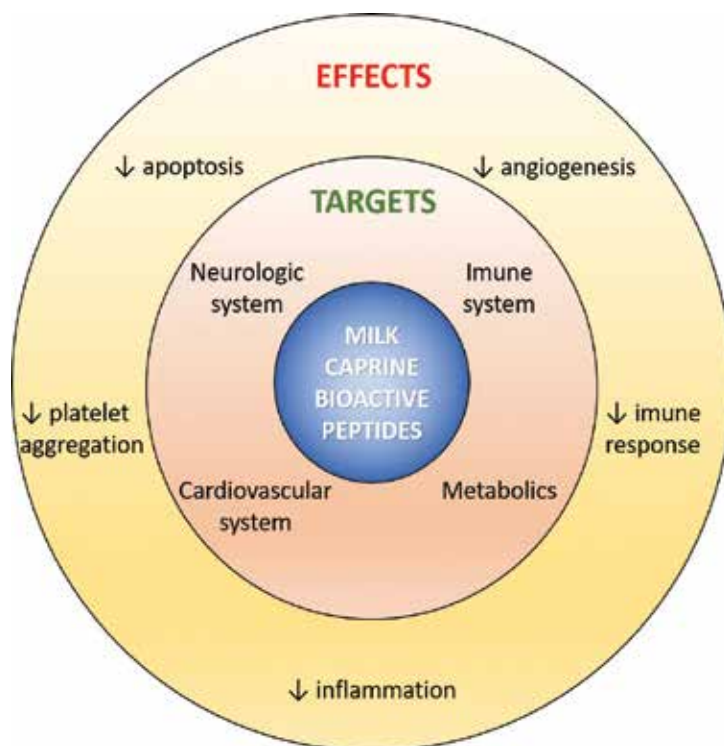 EFFECTS
↓ apoptosis
↓ angiogenesis
TARGETS
Neurologic
system
Imune
system
MILK
CAPRINE
BIOACTIVE
PEPTIDES
↓ platelet
aggregation
↓ imune
response
Cardiovascular
system
Metabolics
↓ inflammation